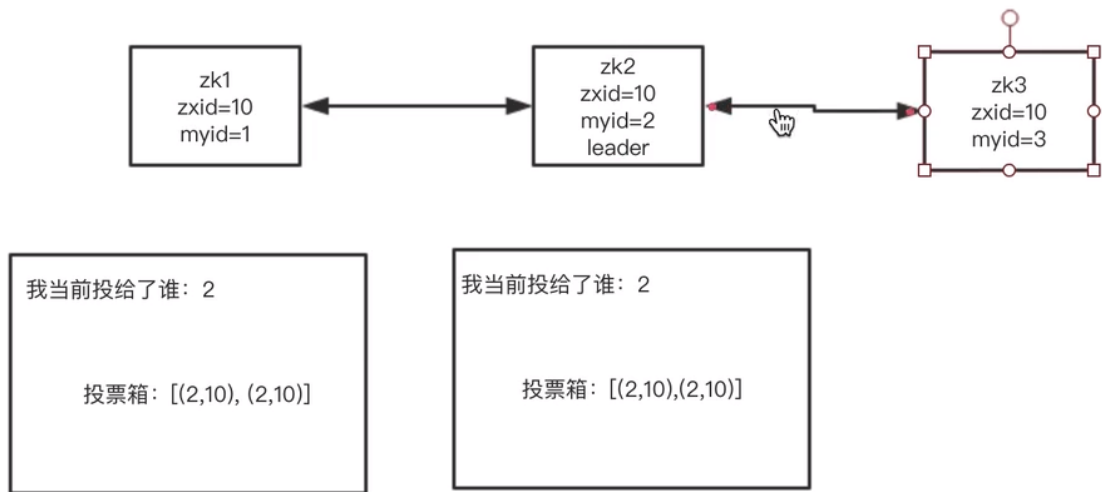 zk1
zxid=10
myid=1
zk2
zxid=10
myid=2
leader
zk3
zxid=10
myid=3
我当前投给了谁：2
投票箱：[(2,10), (2,10)]
我当前投给了谁：2
投票箱：[(2,10),(2,10)]